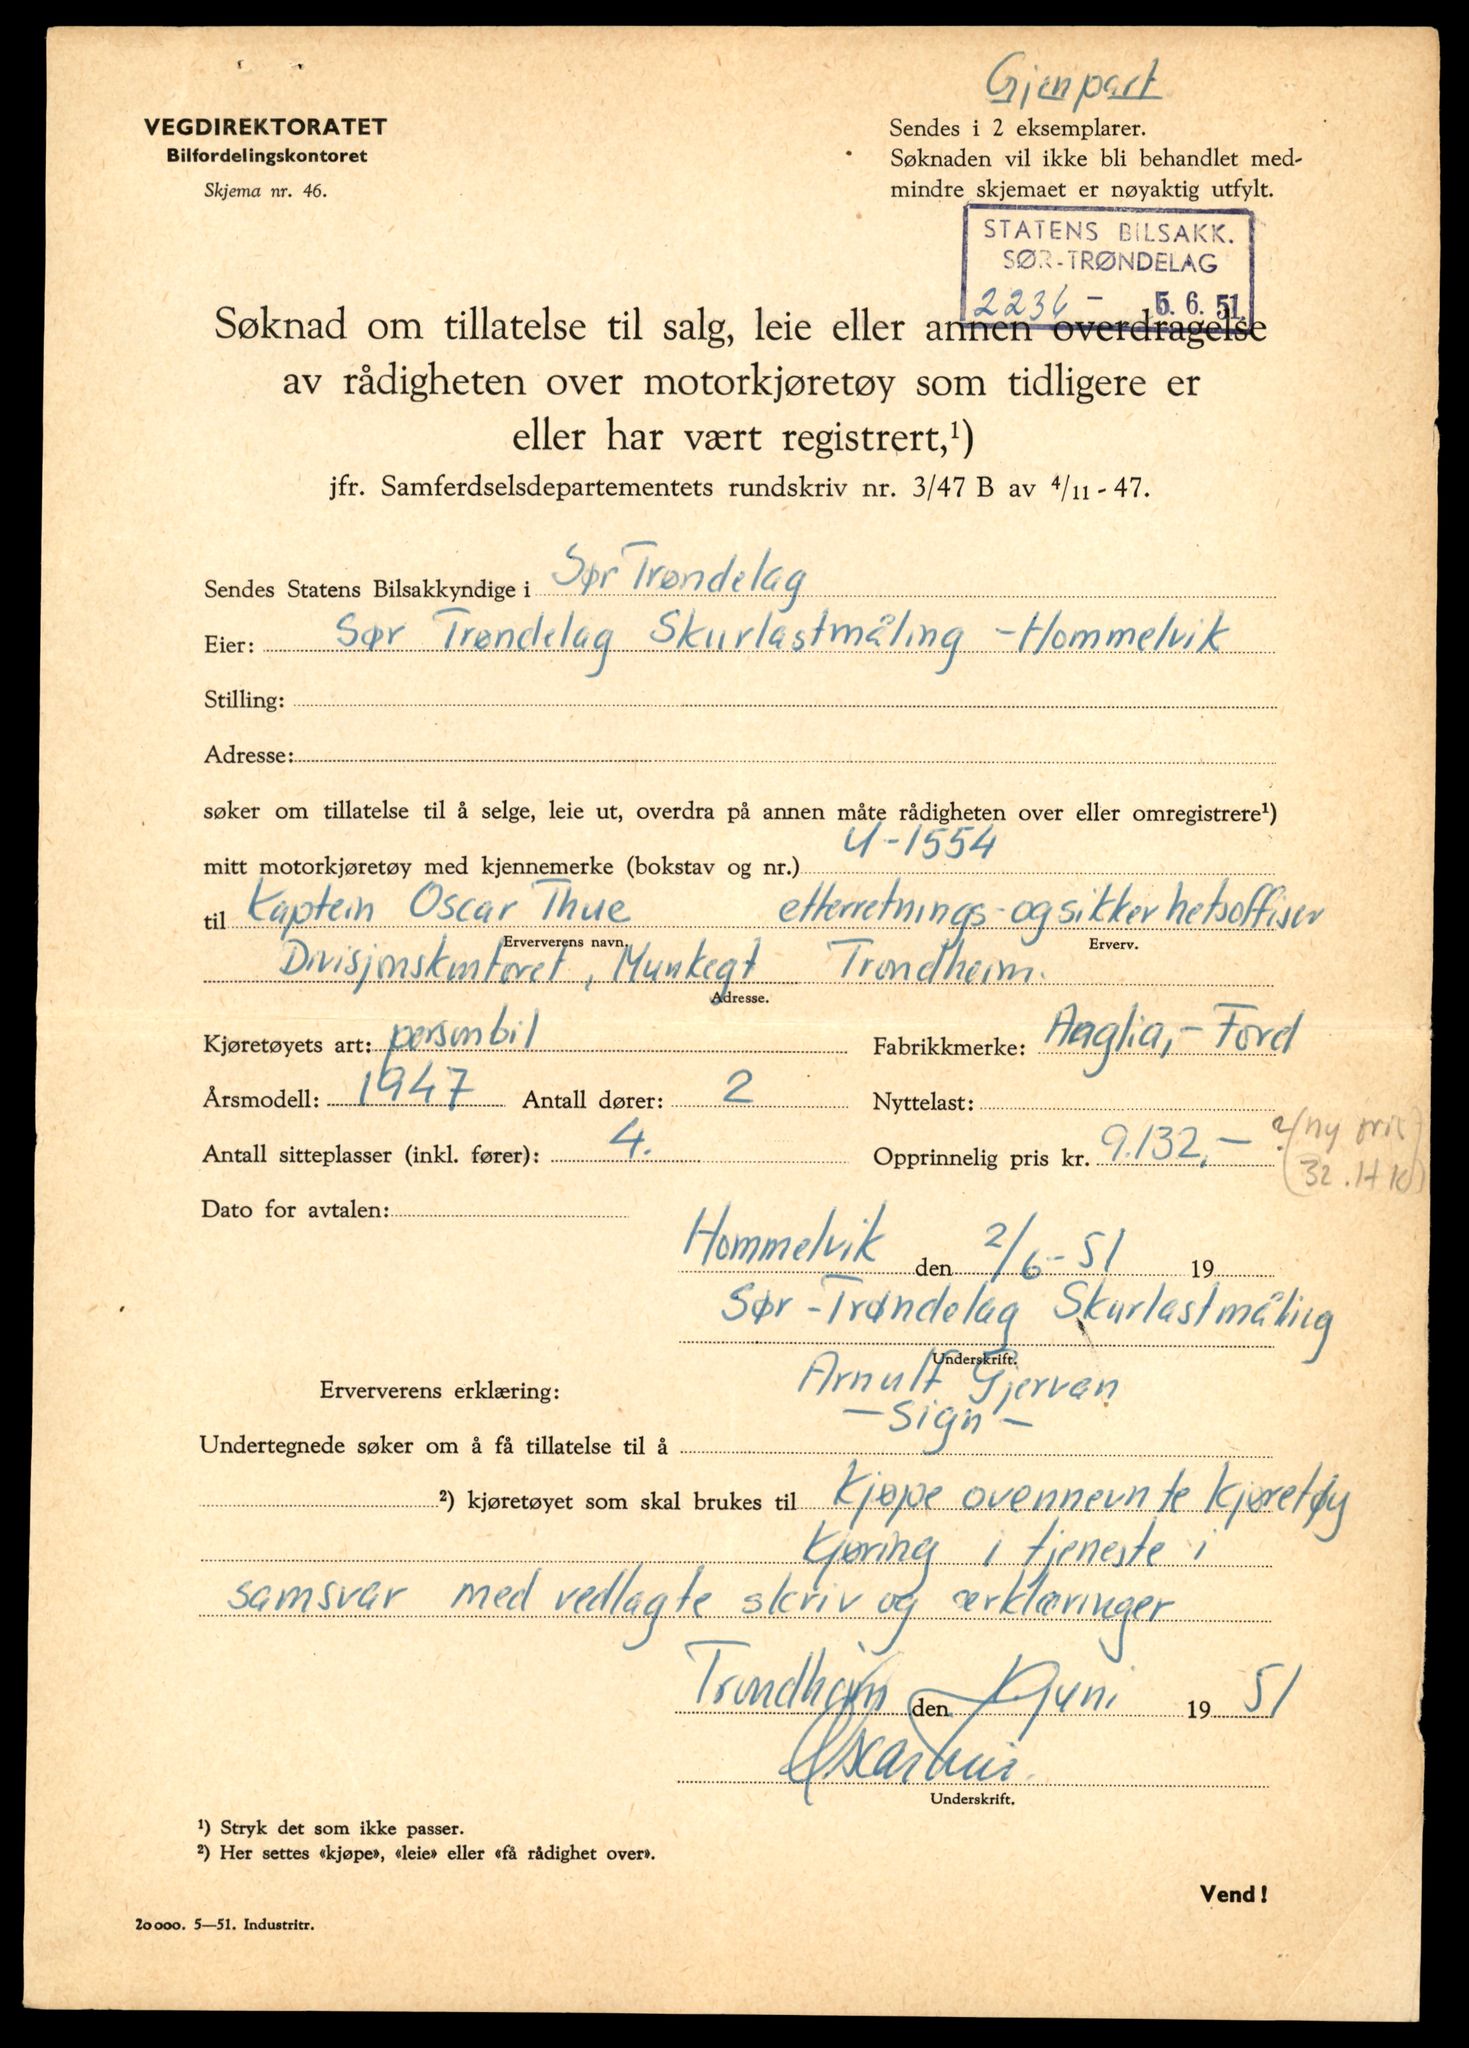 Gjenpart
VEGDIREKTORATET
Bilfordelingskontoret
Skjema nr. 46.
Sendes i 2 eksemplarer.
Søknaden vil ikke bli behandlet med-
mindre skjemaet er nøyaktig utfylt.
STATENS BILSAKK.
SØR-TRØNDELAG
2236 - 5. 6. 51.
Søknad om tillatelse til salg, leie eller annen overdragelse
av rådigheten over motorkjøretøy som tidligere er
eller har vært registrert,¹)
jfr. Samferdselsdepartementets rundskriv nr. 3/47 B av 4/11 - 47.
Sendes Statens Bilsakkyndige i Sør Trøndelag
Eier: Sør Trøndelag Skurlastmåling - Hommelvik
Stilling:
Adresse:
søker om tillatelse til å selge, leie ut, overdra på annen måte rådigheten over eller omregistrere¹)
mitt motorkjøretøy med kjennemerke (bokstav og nr.) U-1554
til Kaptein Oscar Thue etterretnings- og sikkerhetsoffiser
Erververens navn. Erverv.
Divisjonskontoret, Munkegt Trondheim.
Adresse.
Kjøretøyets art: personbil Fabrikkmerke: Anglia, - Ford
Årsmodell: 1947 Antall dører: 2 Nyttelast:
Antall sitteplasser (inkl. fører): 4. Opprinnelig pris kr. 9.132,- ? (ny pris
32. HK)
Dato for avtalen:
Hommelvik den 2/6-51 19
Sør-Trøndelag Skurlastmåling
Underskrift.
Arnulf Gjervan
Erververens erklæring:
- Sign -
Undertegnede søker om å få tillatelse til å
²) kjøretøyet som skal brukes til kjøpe ovennevnte kjøretøy
kjøring i tjeneste i
samsvar med vedlagte skriv og ærklæringer
Trondheim den Juni 19 51
Oscar Thue.
Underskrift.
¹) Stryk det som ikke passer.
²) Her settes «kjøpe», «leie» eller «få rådighet over».
Vend!
20 000. 5—51. Industritr.